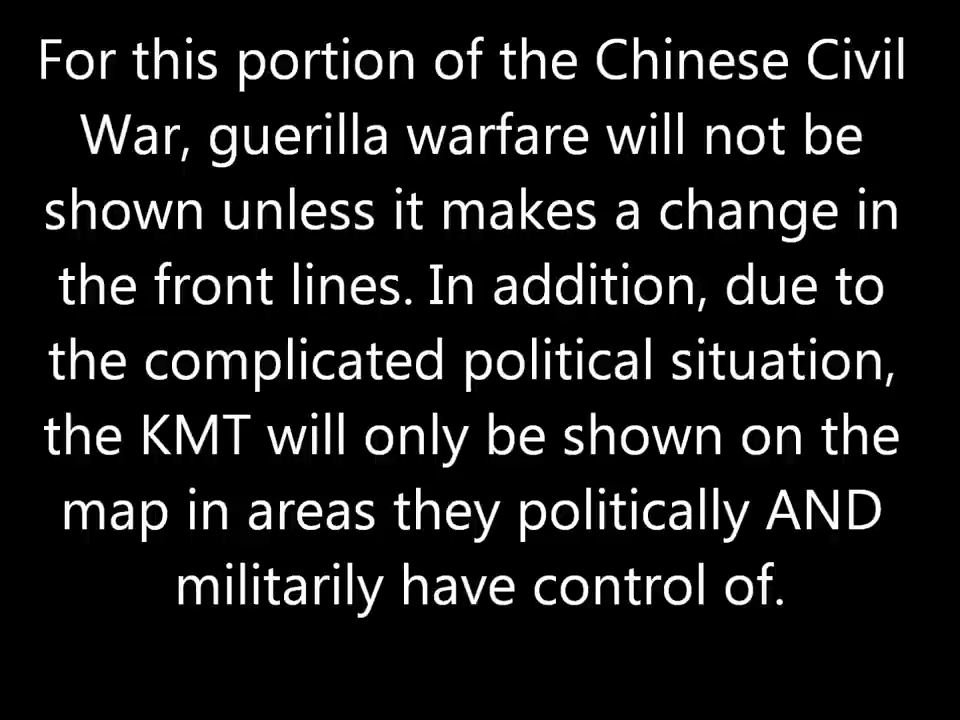 For this portion of the Chinese Civil
War, guerilla warfare will not be
shown unless it makes a change in
the front lines. In addition, due to
the complicated political situation,
the KMT will only be shown on the
map in areas they politically AND
militarily have control of.